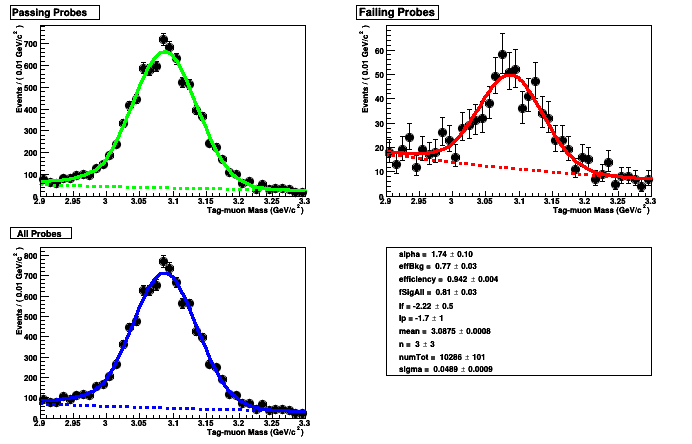 Passing Probes
Events / ( 0.01 GeV/c² )
700
600
500
400
300
200
100
0
2.9 2.95 3 3.05 3.1 3.15 3.2 3.25 3.3
Tag-muon Mass (GeV/c²)
Failing Probes
Events / ( 0.01 GeV/c² )
60
50
40
30
20
10
2.9 2.95 3 3.05 3.1 3.15 3.2 3.25 3.3
Tag-muon Mass (GeV/c²)
All Probes
Events / ( 0.01 GeV/c² )
800
700
600
500
400
300
200
100
0
2.9 2.95 3 3.05 3.1 3.15 3.2 3.25 3.3
Tag-muon Mass (GeV/c²)
alpha = 1.74 ± 0.10
effBkg = 0.77 ± 0.03
efficiency = 0.942 ± 0.004
fSigAll = 0.81 ± 0.03
lf = -2.22 ± 0.5
lp = -1.7 ± 1
mean = 3.0875 ± 0.0008
n = 3 ± 3
numTot = 10286 ± 101
sigma = 0.0489 ± 0.0009